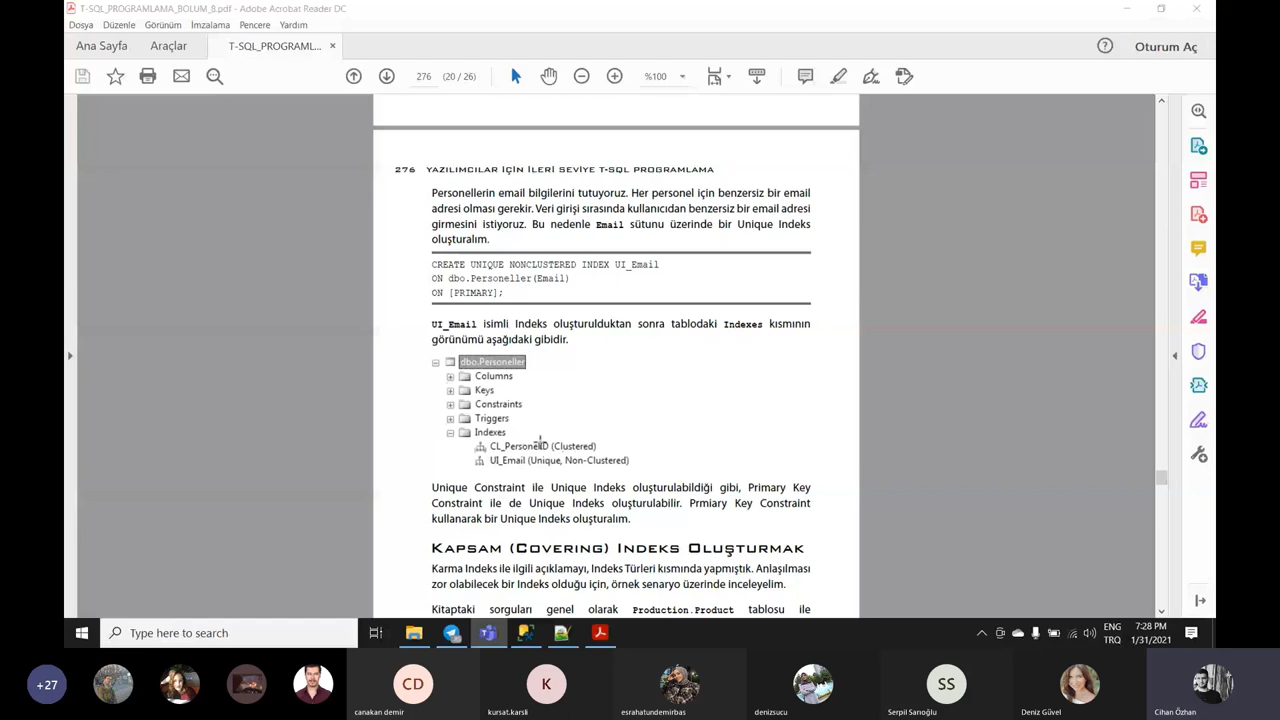 T-SQL_PROGRAMLAMA_BOLUM_8.pdf - Adobe Acrobat Reader DC
Dosya Düzenle Görünüm İmzalama Pencere Yardım
Ana Sayfa Araçlar T-SQL_PROGRAML... × Oturum Aç
276 (20 / 26) %100
276 YAZILIMCILAR İÇİN İLERİ SEVİYE T-SQL PROGRAMLAMA
Personellerin email bilgilerini tutuyoruz. Her personel için benzersiz bir email
adresi olması gerekir. Veri girişi sırasında kullanıcıdan benzersiz bir email adresi
girmesini istiyoruz. Bu nedenle Email sütunu üzerinde bir Unique Indeks
oluşturalım.
CREATE UNIQUE NONCLUSTERED INDEX UI_Email
ON dbo.Personeller(Email)
ON [PRIMARY];
UI_Email isimli Indeks oluşturulduktan sonra tablodaki Indexes kısmının
görünümü aşağıdaki gibidir.
dbo.Personeller
Columns
Keys
Constraints
Triggers
Indexes
CL_PersonelID (Clustered)
UI_Email (Unique, Non-Clustered)
Unique Constraint ile Unique Indeks oluşturulabildiği gibi, Primary Key
Constraint ile de Unique Indeks oluşturulabilir. Prmiary Key Constraint
kullanarak bir Unique Indeks oluşturalım.
KAPSAM (COVERING) INDEKS OLUŞTURMAK
Karma Indeks ile ilgili açıklamayı, Indeks Türleri kısmında yapmıştık. Anlaşılması
zor olabilecek bir Indeks olduğu için, örnek senaryo üzerinde inceleyelim.
Kitaptaki sorguları genel olarak Production.Product tablosu ile
Type here to search
ENG 7:28 PM
TRQ 1/31/2021
+27 CD K SS
canakan demir kursat.karsli esrahatundemirbas denizsucu Serpil Sarıoğlu Deniz Güvel Cihan Özhan